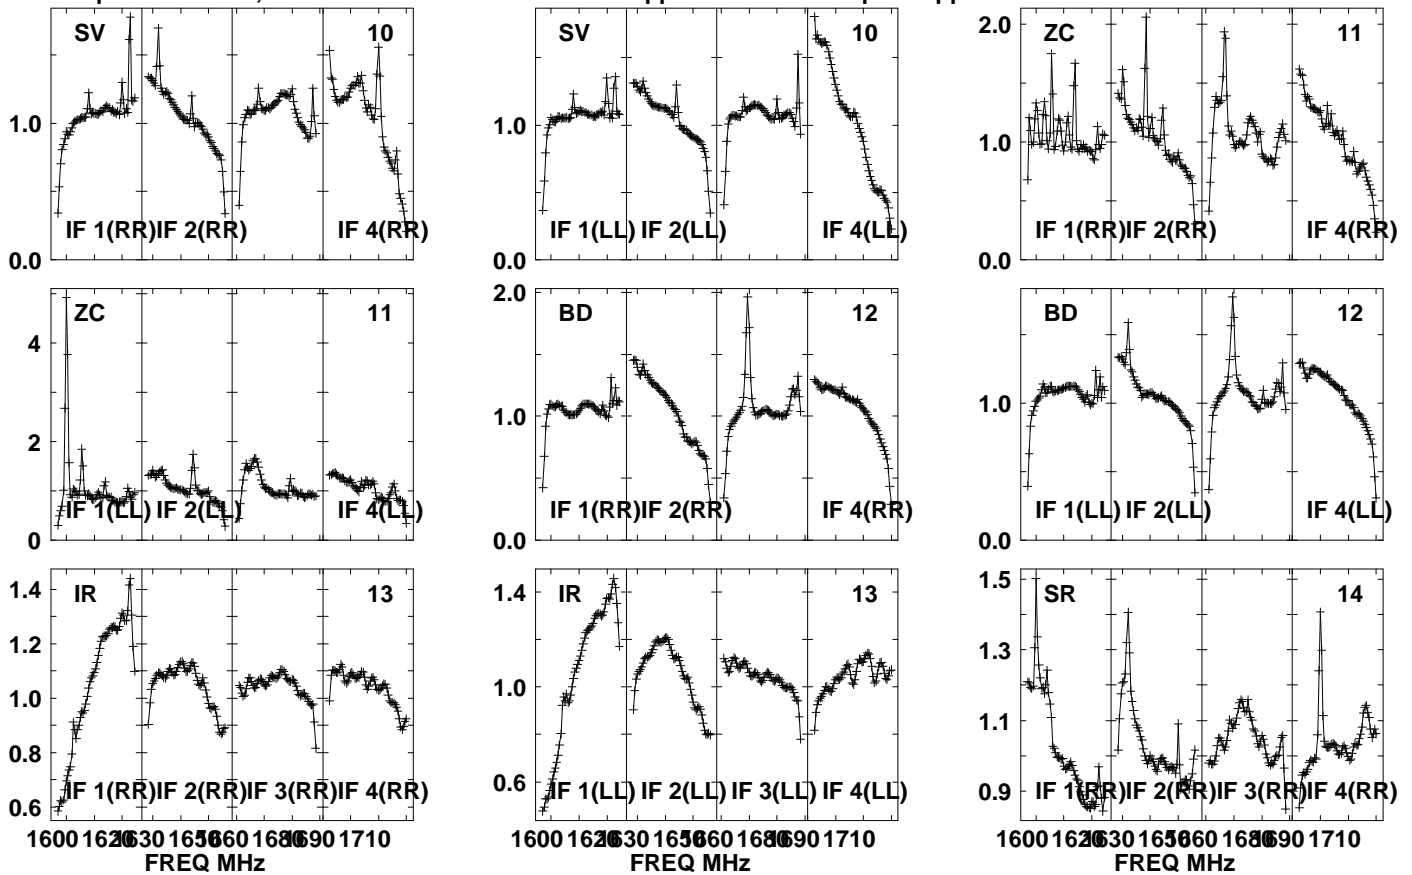 SV 10 SV 10 ZC 11
2.0
1.0 1.0 1.0
IF 1(RR) IF 2(RR) IF 4(RR) IF 1(LL) IF 2(LL) IF 4(LL) IF 1(RR) IF 2(RR) IF 4(RR)
0.0 0.0 0.0
ZC 11 BD 12 BD 12
2.0
4
1.0 1.0
2
IF 1(LL) IF 2(LL) IF 4(LL) IF 1(RR) IF 2(RR) IF 4(RR) IF 1(LL) IF 2(LL) IF 4(LL)
0 0.0 0.0
IR 13 IR 13 SR 14
1.4 1.4 1.5
1.2 1.3
1.0 1.0 1.1
0.8
0.6 0.6 0.9
IF 1(RR) IF 2(RR) IF 3(RR) IF 4(RR) IF 1(LL) IF 2(LL) IF 3(LL) IF 4(LL) IF 1(RR) IF 2(RR) IF 3(RR) IF 4(RR)
1600 1620 1630 1650 1660 1680 1690 1710 1600 1620 1630 1650 1660 1680 1690 1710 1600 1620 1630 1650 1660 1680 1690 1710
FREQ MHz FREQ MHz